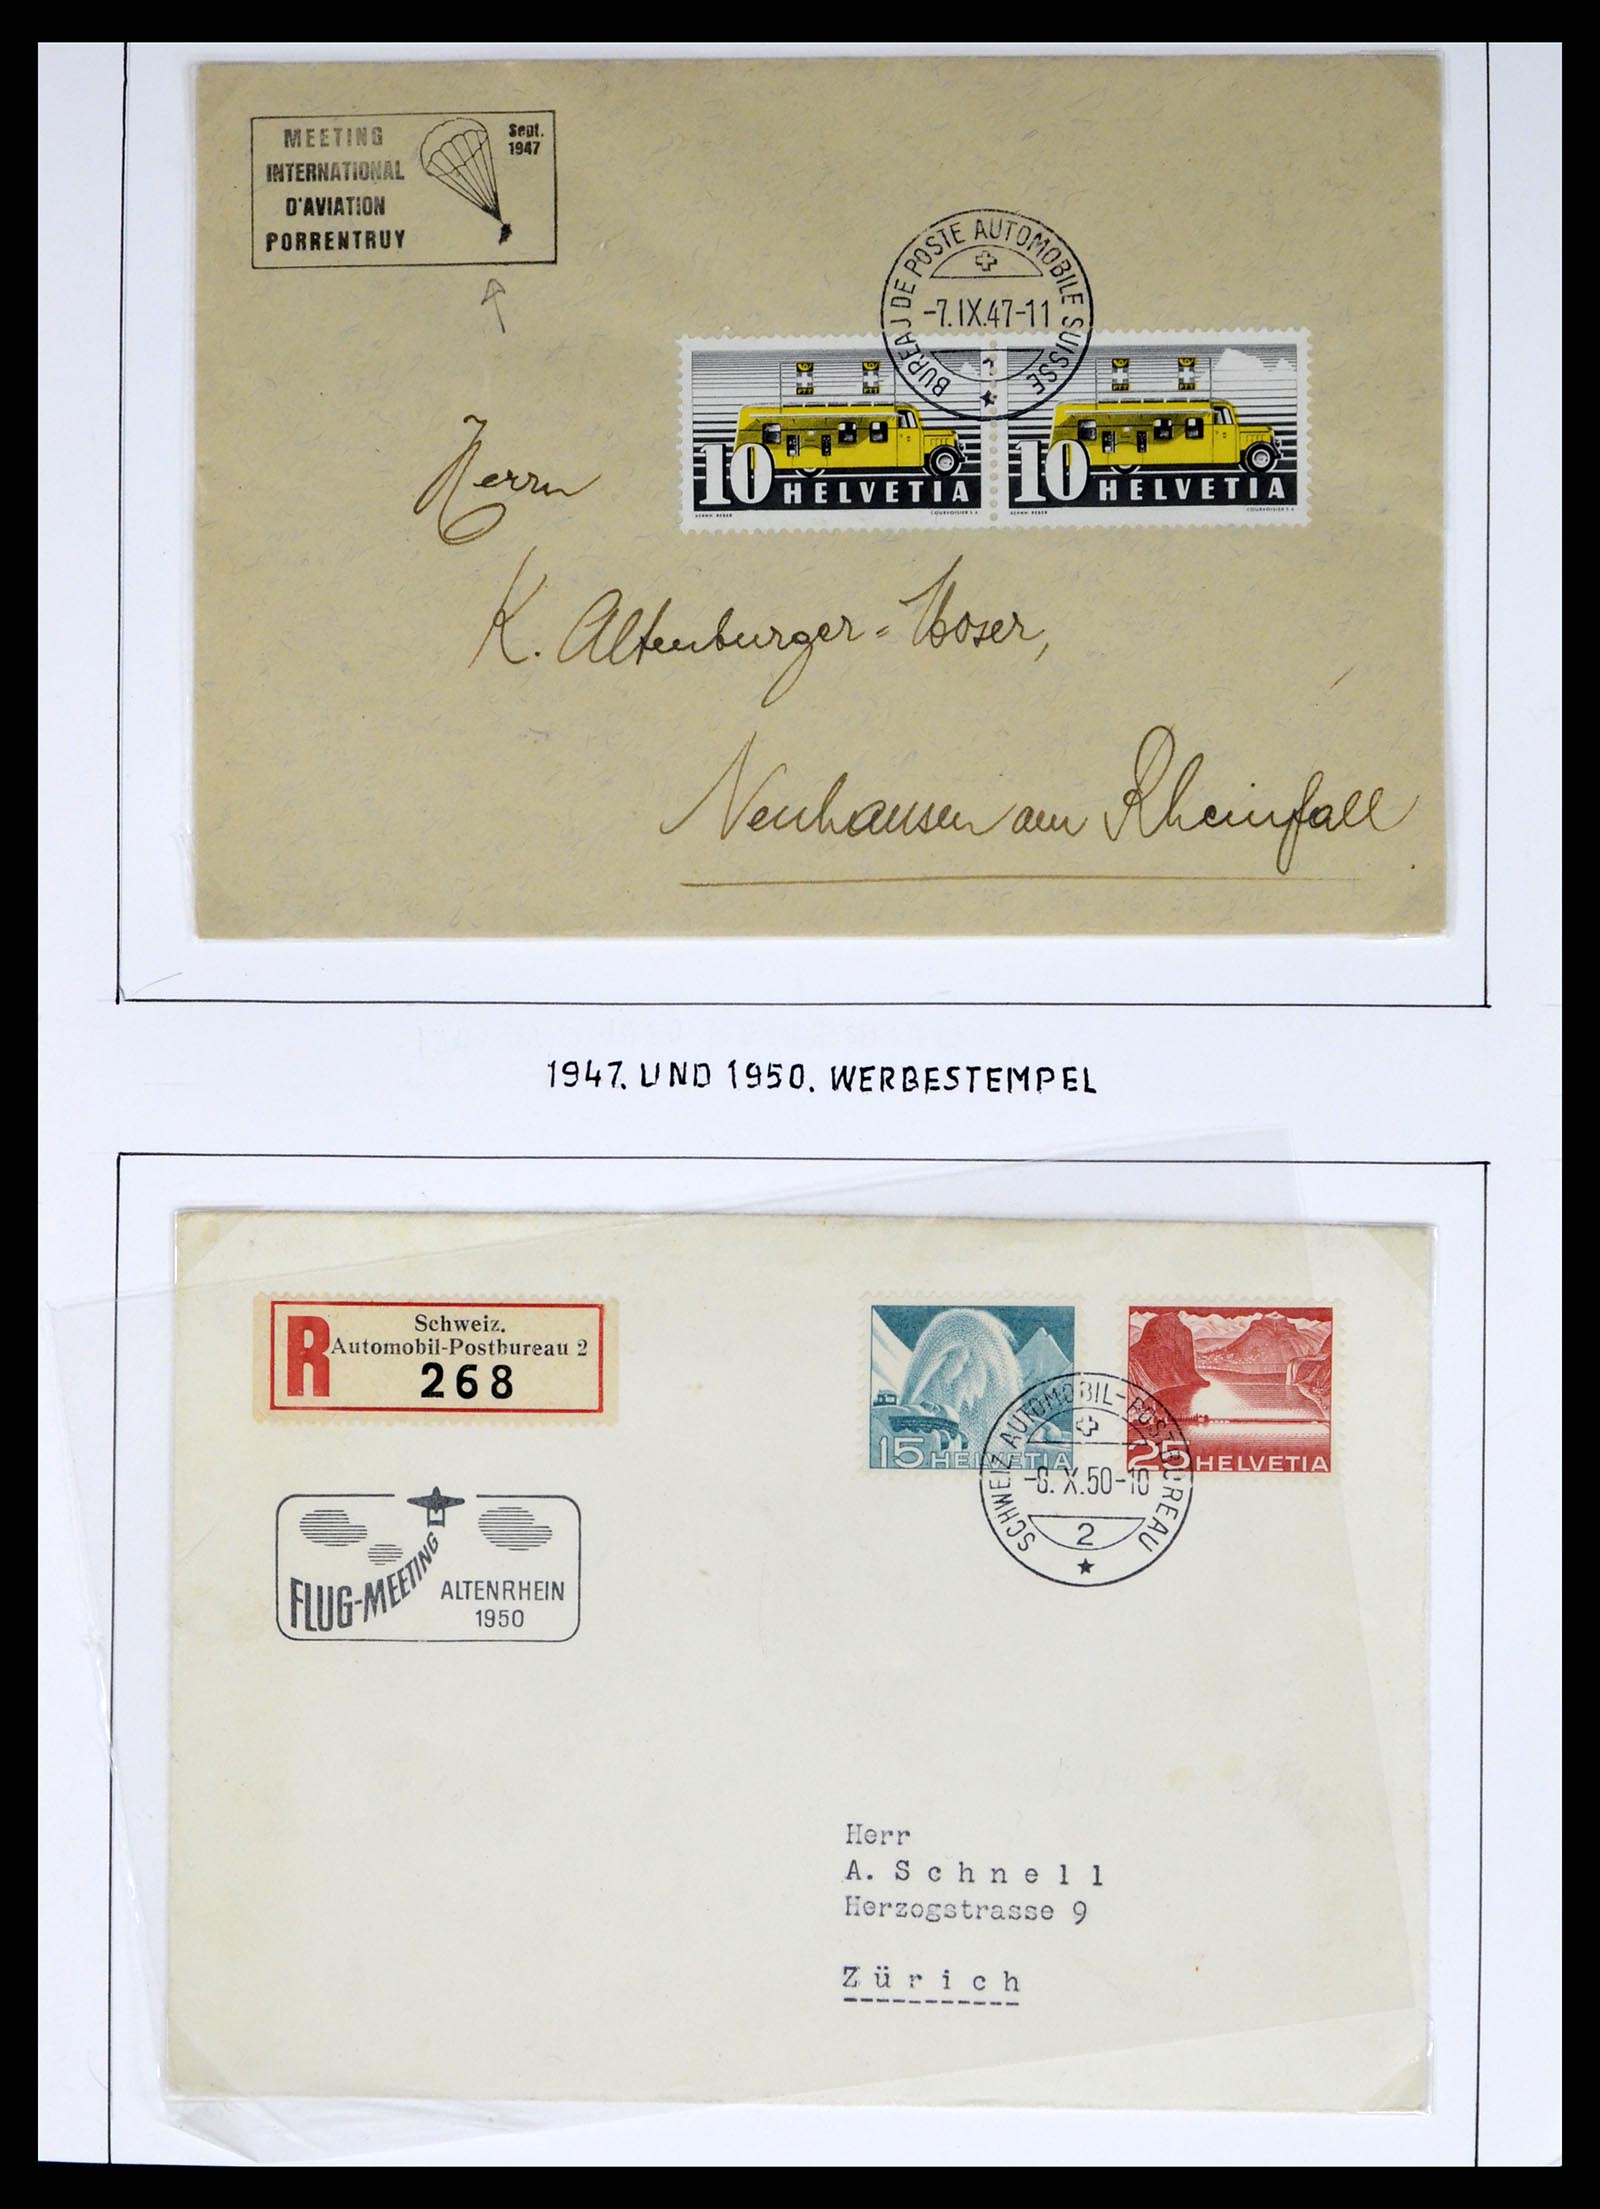 MEETING
INTERNATIONAL
D'AVIATION
PORRENTRUY
Sept.
1947
BUREAU DE POSTE AUTOMOBILE SUISSE
-7.IX.47-11
10 HELVETIA
COURVOISIER S.A.
10 HELVETIA
COURVOISIER S.A.
Herrn
K. Altenburger-Moser,
Neuhausen am Rheinfall
1947. UND 1950. WERBESTEMPEL
R
Schweiz.
Automobil-Postbureau 2
268
15 HELVETIA
25 HELVETIA
SCHWEIZ. AUTOMOBIL-POSTBUREAU
-8. X.50-10
2
FLUG-MEETING
ALTENRHEIN
1950
Herr
A. Schnell
Herzogstrasse 9
Zürich